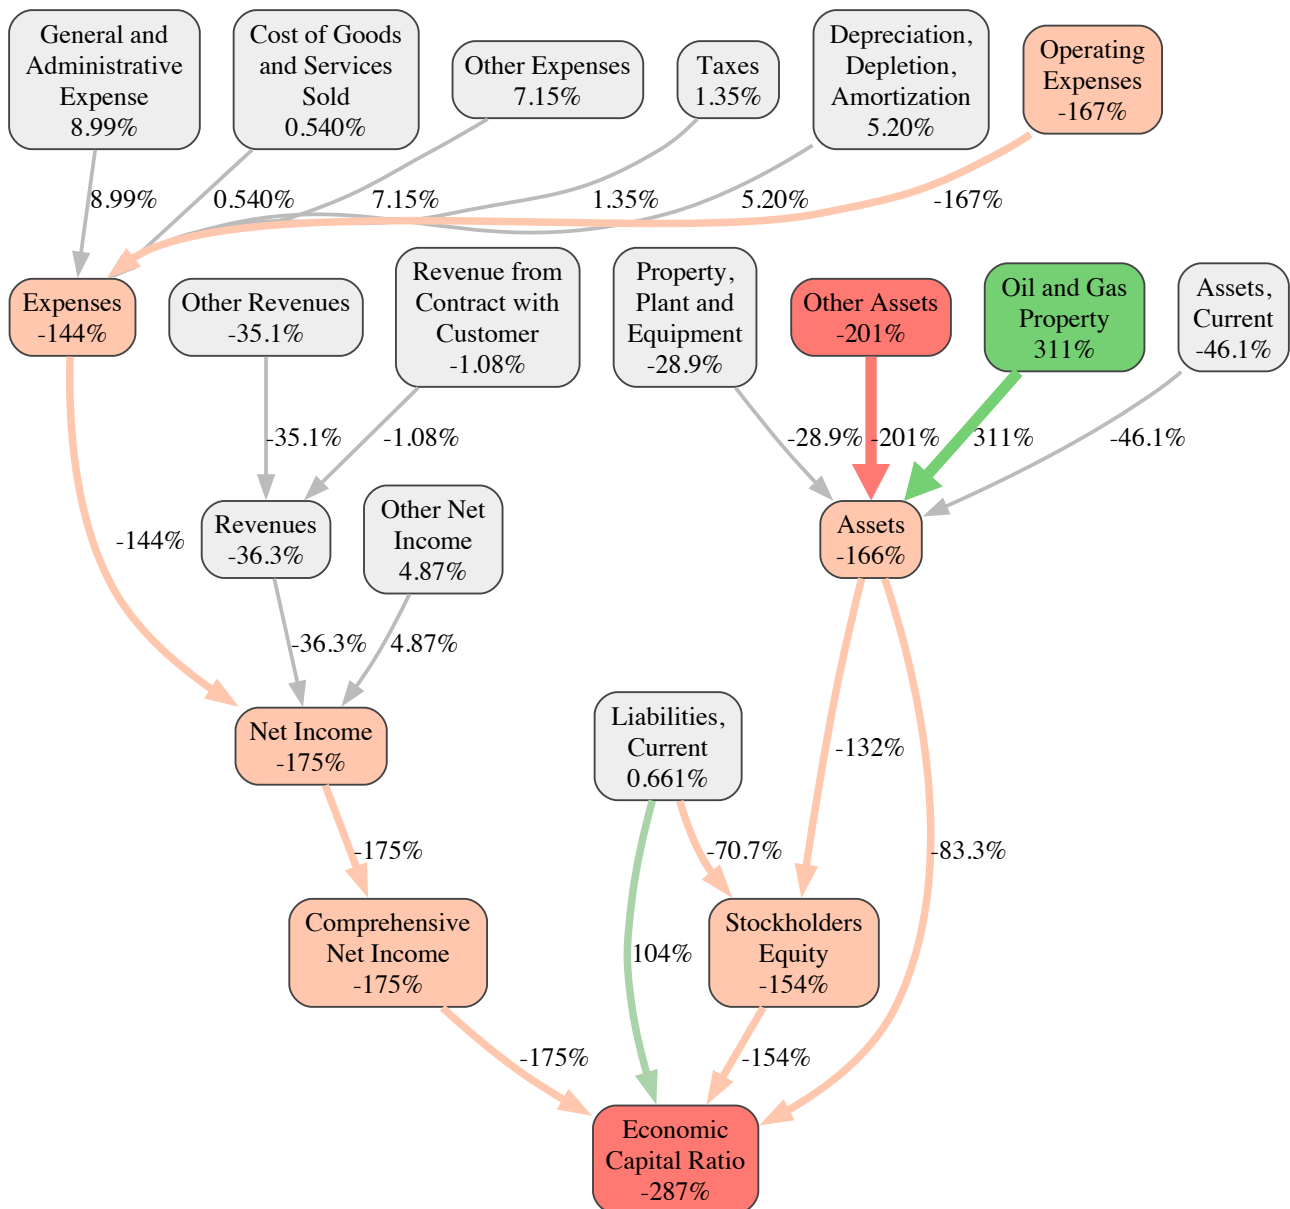 General and
Administrative
Expense
8.99%
Cost of Goods
and Services
Sold
0.540%
Other Expenses
7.15%
Taxes
1.35%
Depreciation,
Depletion,
Amortization
5.20%
Operating
Expenses
-167%
8.99%
0.540%
7.15%
1.35%
5.20%
-167%
Expenses
-144%
Other Revenues
-35.1%
Revenue from
Contract with
Customer
-1.08%
Property,
Plant and
Equipment
-28.9%
Other Assets
-201%
Oil and Gas
Property
311%
Assets,
Current
-46.1%
-35.1%
-1.08%
-28.9%
-201%
311%
-46.1%
-144%
Revenues
-36.3%
Other Net
Income
4.87%
Assets
-166%
-36.3%
4.87%
Net Income
-175%
Liabilities,
Current
0.661%
-132%
-175%
-70.7%
-83.3%
Comprehensive
Net Income
-175%
104%
Stockholders
Equity
-154%
-175%
-154%
Economic
Capital Ratio
-287%